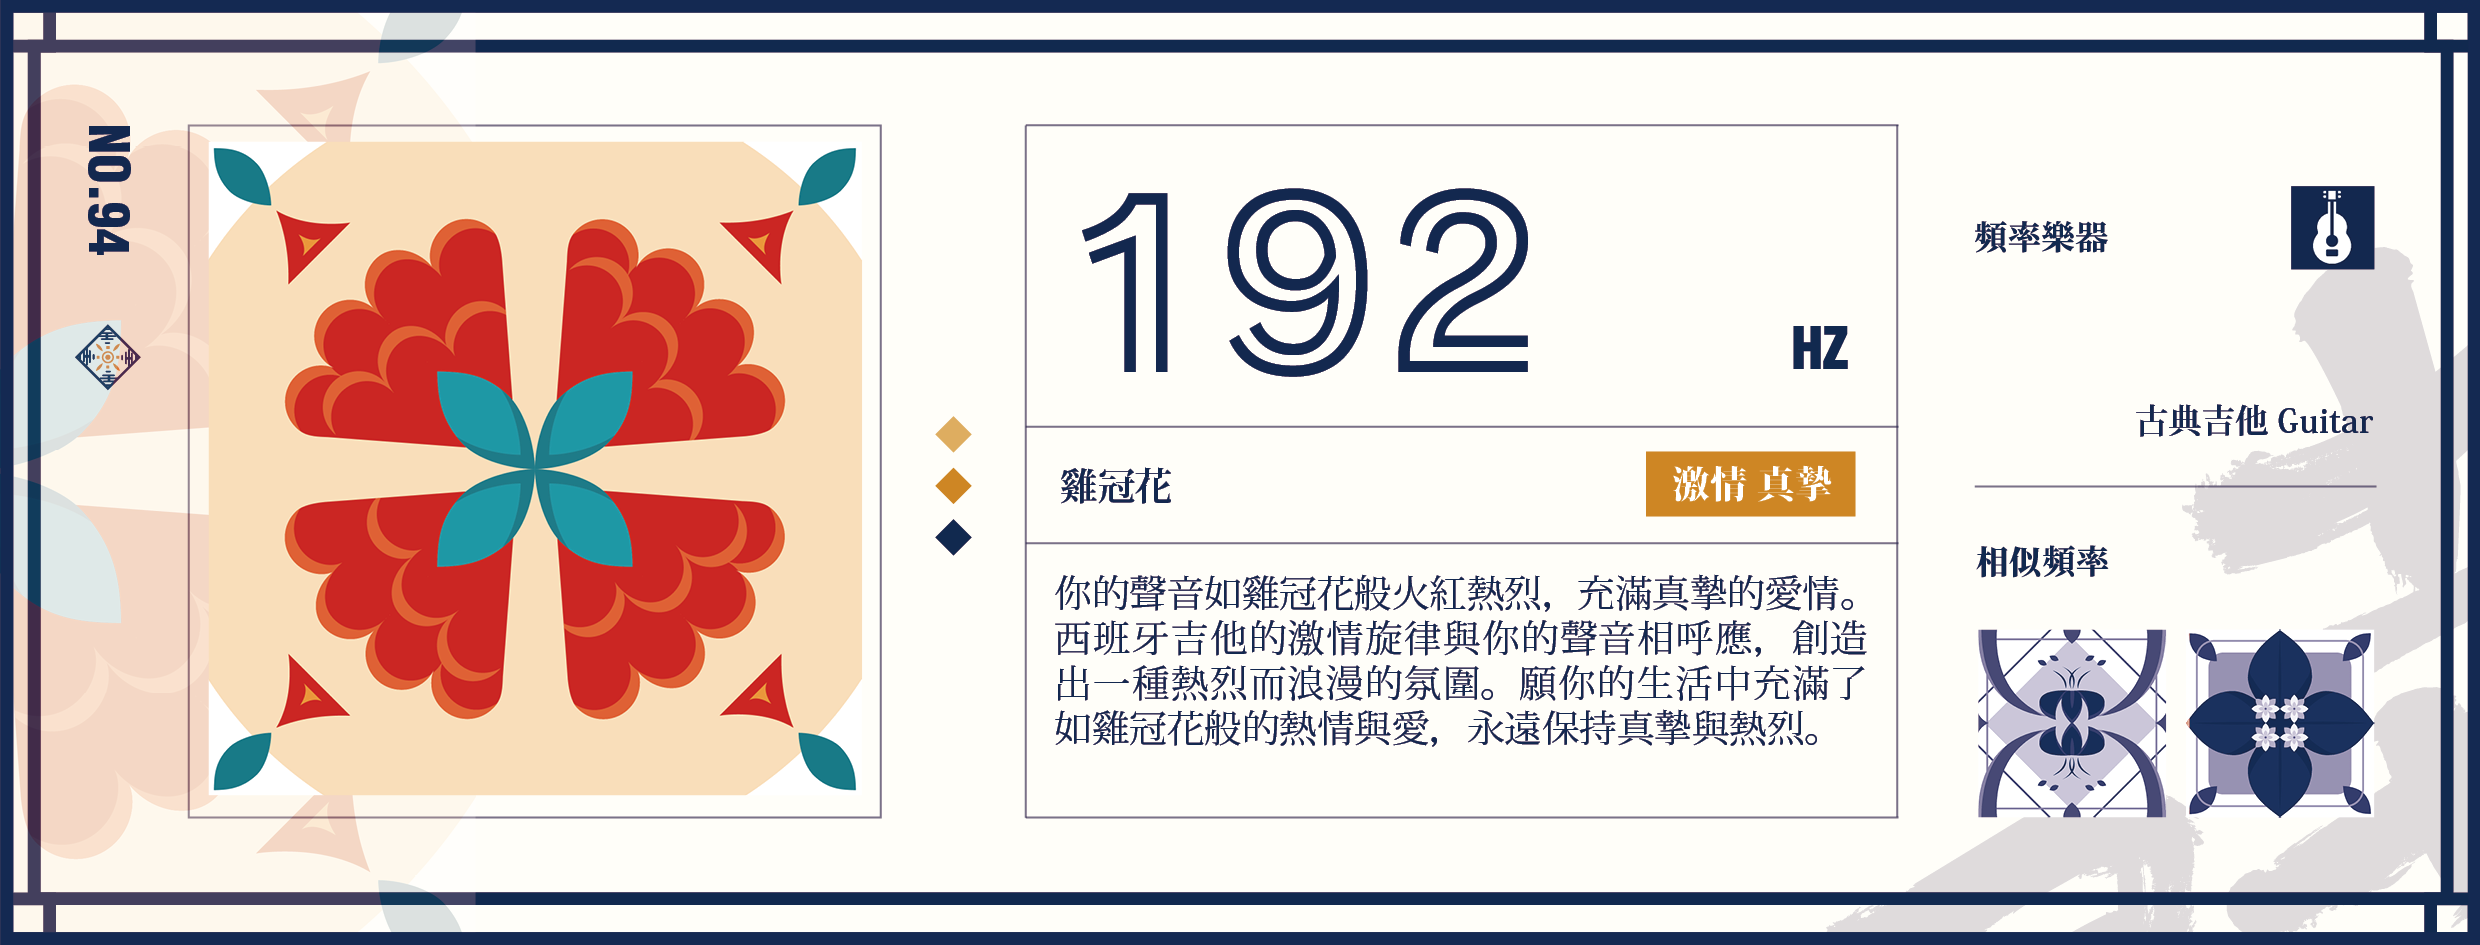 NO.94
192
HZ
雞冠花
激情 真摯
你的聲音如雞冠花般火紅熱烈，充滿真摯的愛情。
西班牙吉他的激情旋律與你的聲音相呼應，創造
出一種熱烈而浪漫的氛圍。願你的生活中充滿了
如雞冠花般的熱情與愛，永遠保持真摯與熱烈。
頻率樂器
古典吉他 Guitar
相似頻率